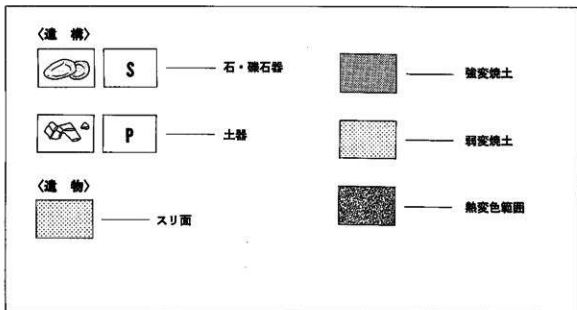 〈遺 構〉
S 石・礫石器
P 土器
〈遺 物〉
スリ面
強変焼土
弱変焼土
熱変色範囲